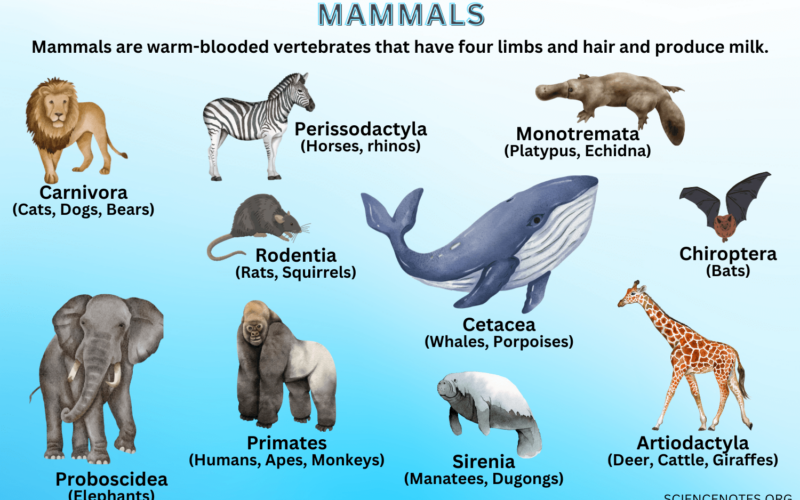 MAMMALS
Mammals are warm-blooded vertebrates that have four limbs and hair and produce milk.
Carnivora
(Cats, Dogs, Bears)
Perissodactyla
(Horses, rhinos)
Monotremata
(Platypus, Echidna)
Rodentia
(Rats, Squirrels)
Cetacea
(Whales, Porpoises)
Chiroptera
(Bats)
Proboscidea
(Elephants)
Primates
(Humans, Apes, Monkeys)
Sirenia
(Manatees, Dugongs)
Artiodactyla
(Deer, Cattle, Giraffes)
SCIENCENOTES.ORG